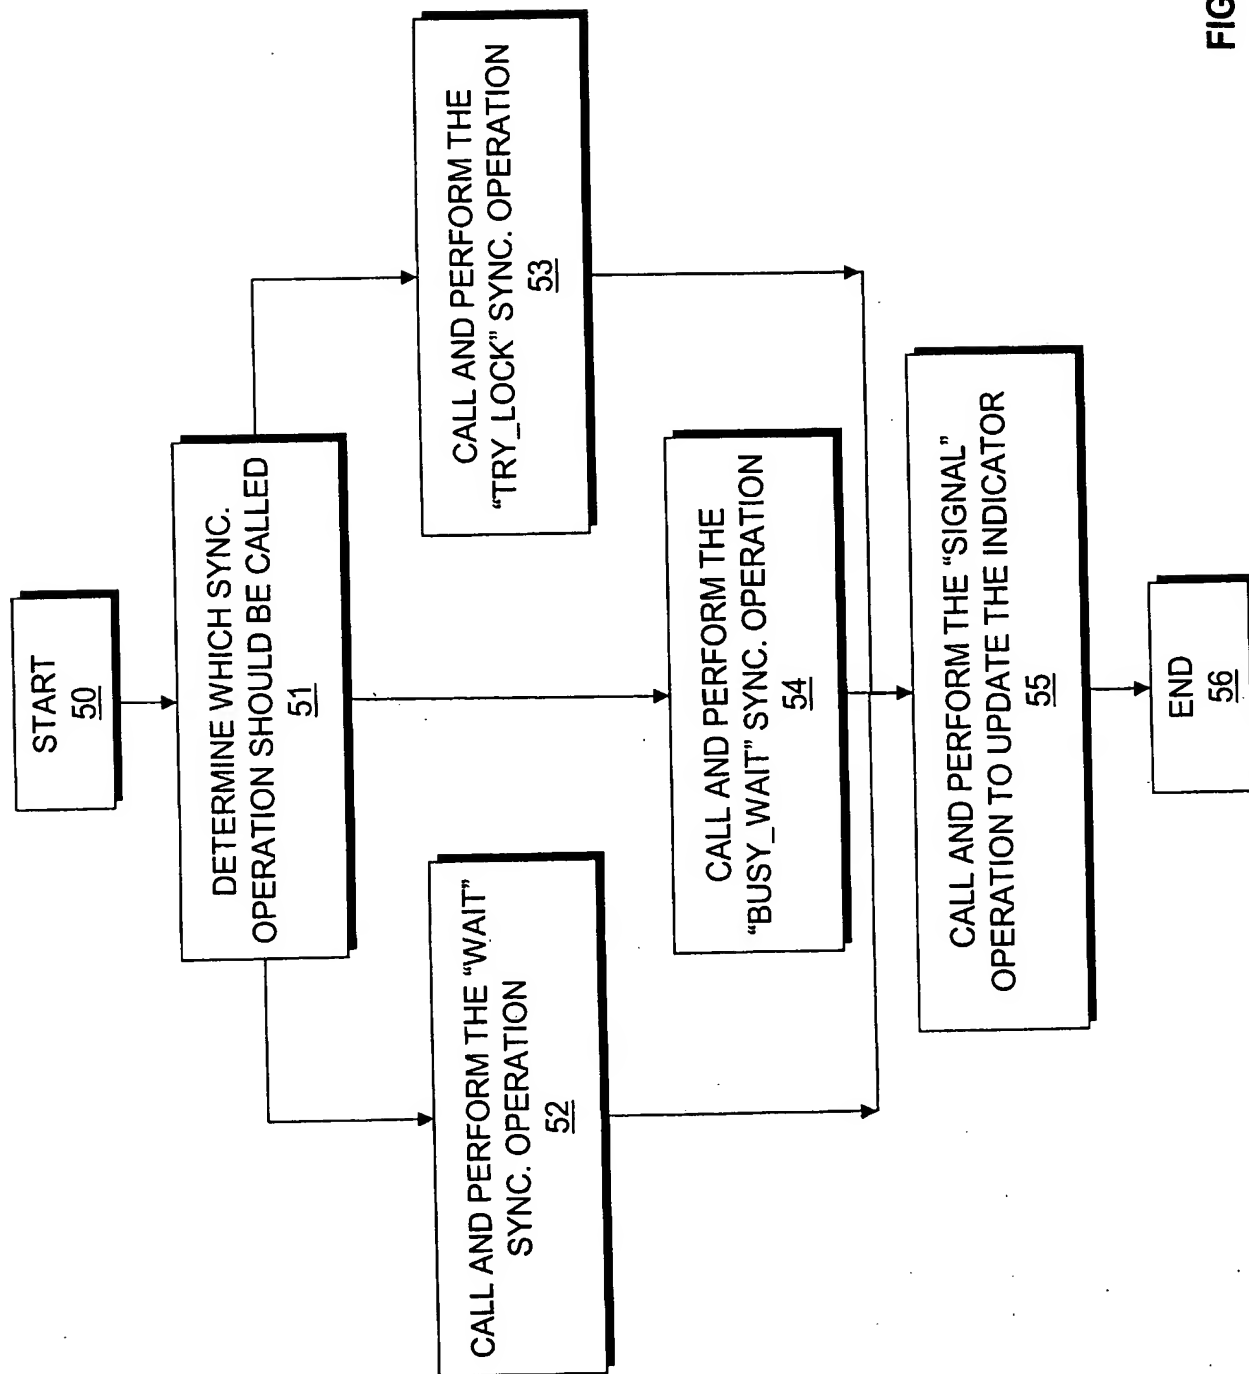 START
50
DETERMINE WHICH SYNC.
OPERATION SHOULD BE CALLED
51
CALL AND PERFORM THE "WAIT"
SYNC. OPERATION
52
CALL AND PERFORM THE
"BUSY_WAIT" SYNC. OPERATION
54
CALL AND PERFORM THE
"TRY_LOCK" SYNC. OPERATION
53
CALL AND PERFORM THE "SIGNAL"
OPERATION TO UPDATE THE INDICATOR
55
END
56
FIG